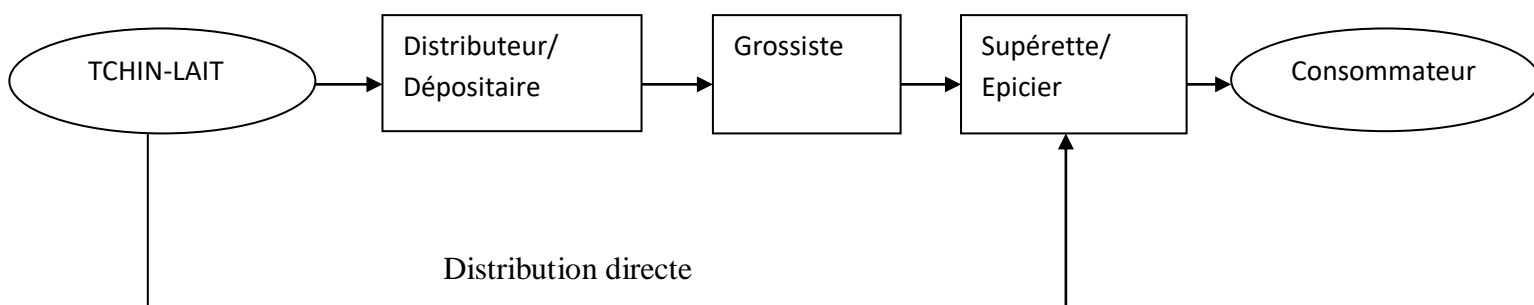 TCHIN-LAIT
Distributeur/
Dépositaire
Grossiste
Supérette/
Epicier
Consommateur
Distribution directe